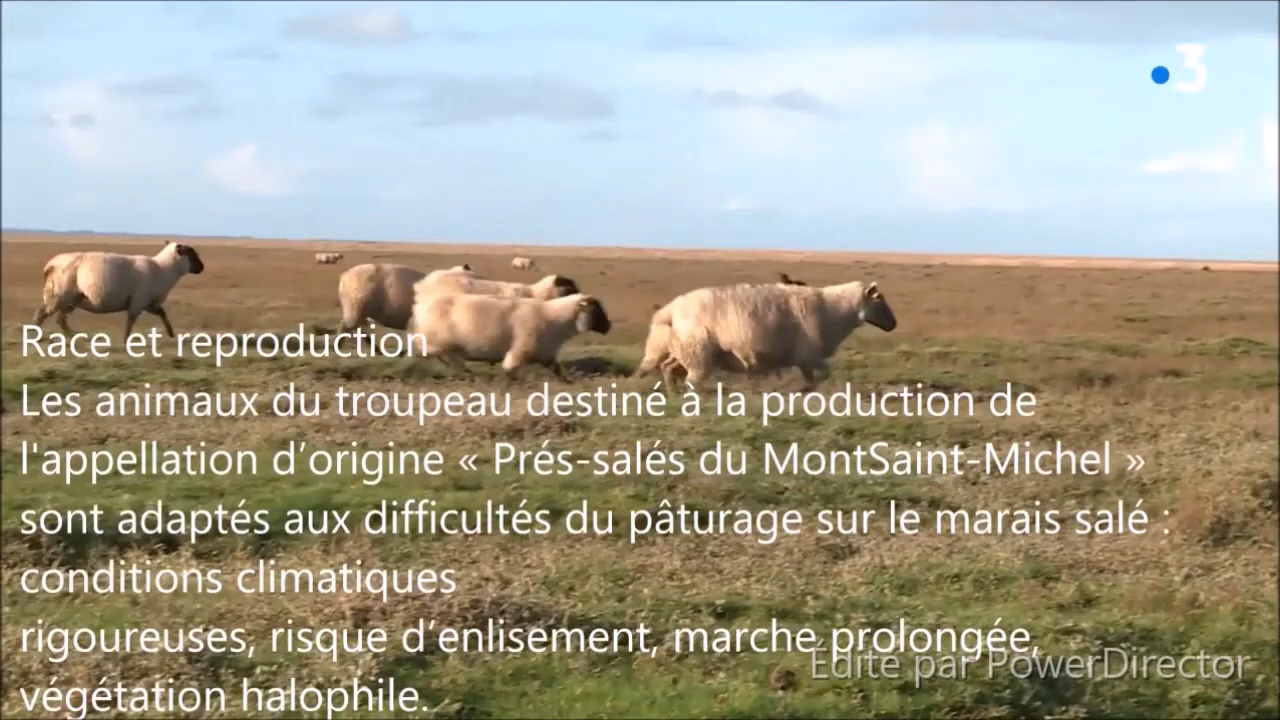 3
Race et reproduction
Les animaux du troupeau destiné à la production de
l'appellation d’origine « Prés-salés du MontSaint-Michel »
sont adaptés aux difficultés du pâturage sur le marais salé :
conditions climatiques
rigoureuses, risque d’enlisement, marche prolongée,
végétation halophile.
Édité par PowerDirector